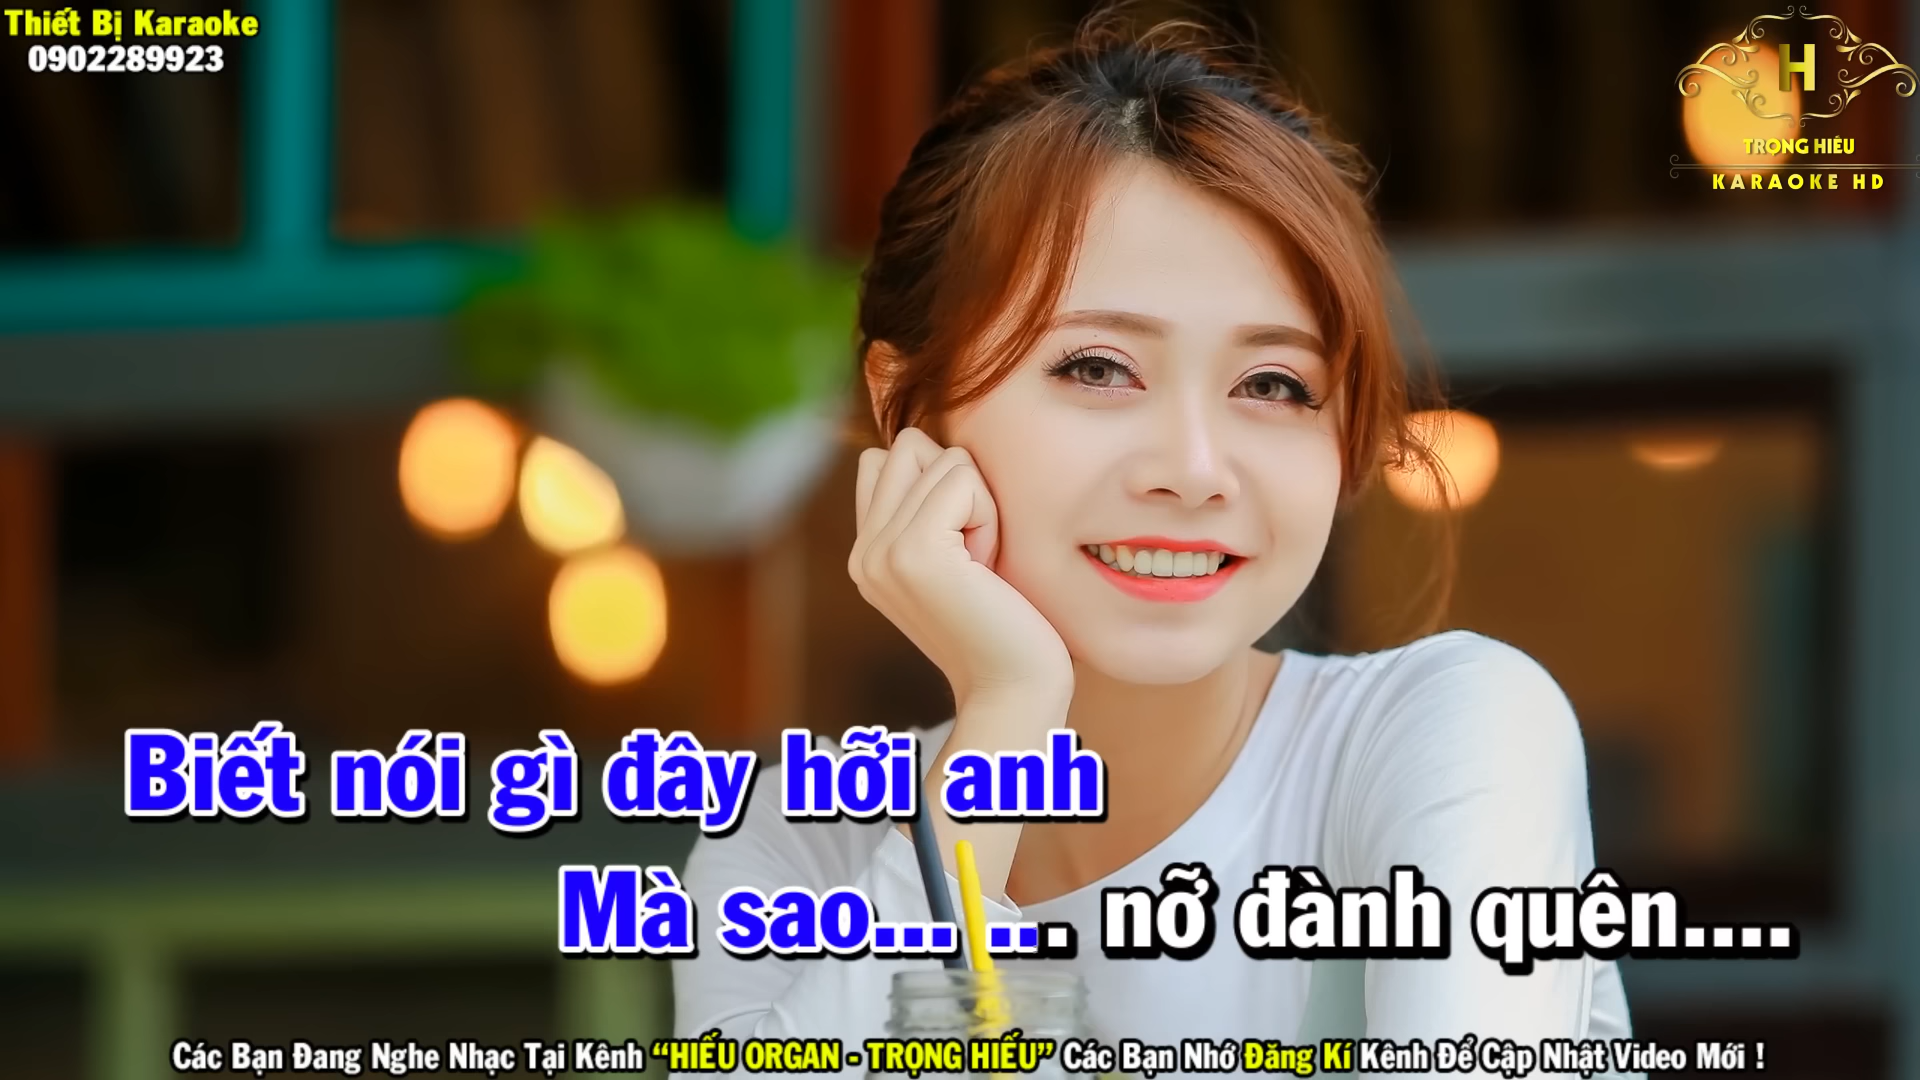 Thiết Bị Karaoke
0902289923
H
TRỌNG HIẾU
KARAOKE HD
Biết nói gì đây hỡi anh
Mà sao... ... nỡ đành quên....
Các Bạn Đang Nghe Nhạc Tại Kênh “HIẾU ORGAN - TRỌNG HIẾU” Các Bạn Nhớ Đăng Kí Kênh Để Cập Nhật Video Mới !